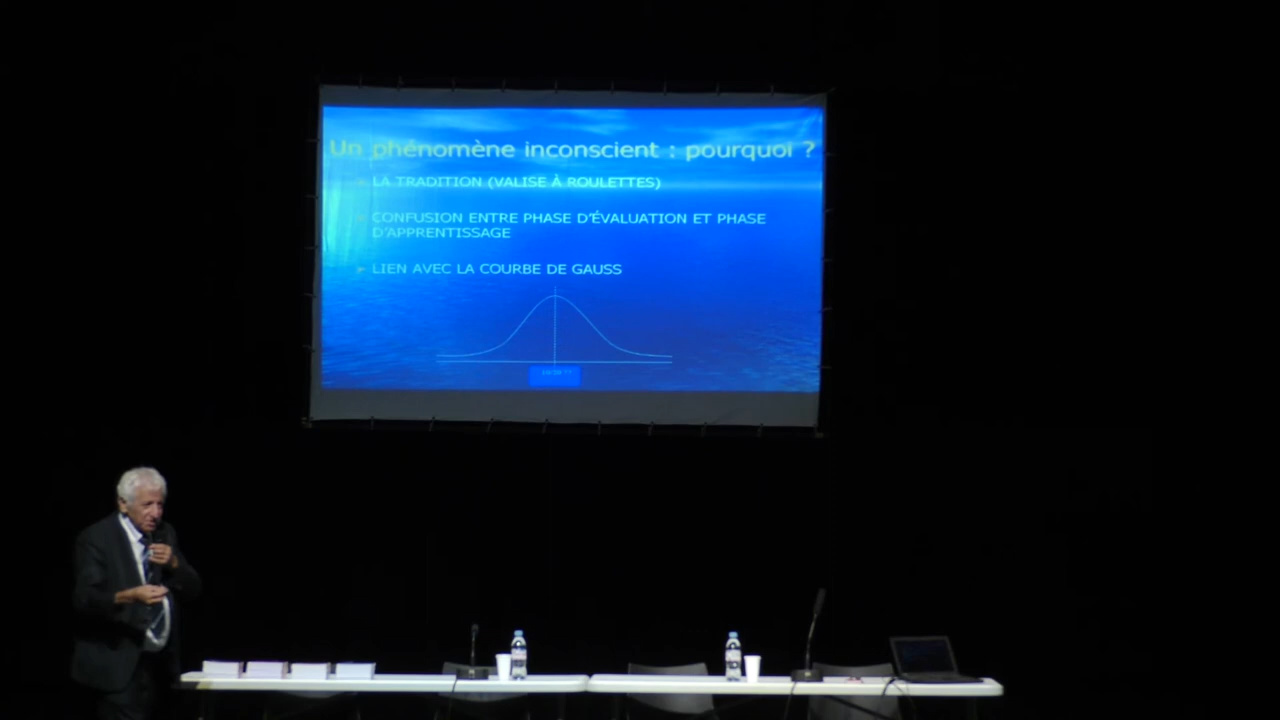 Un phénomène inconscient : pourquoi ?
LA TRADITION (VALISE À ROULETTES)
CONFUSION ENTRE PHASE D'ÉVALUATION ET PHASE
D'APPRENTISSAGE
LIEN AVEC LA COURBE DE GAUSS